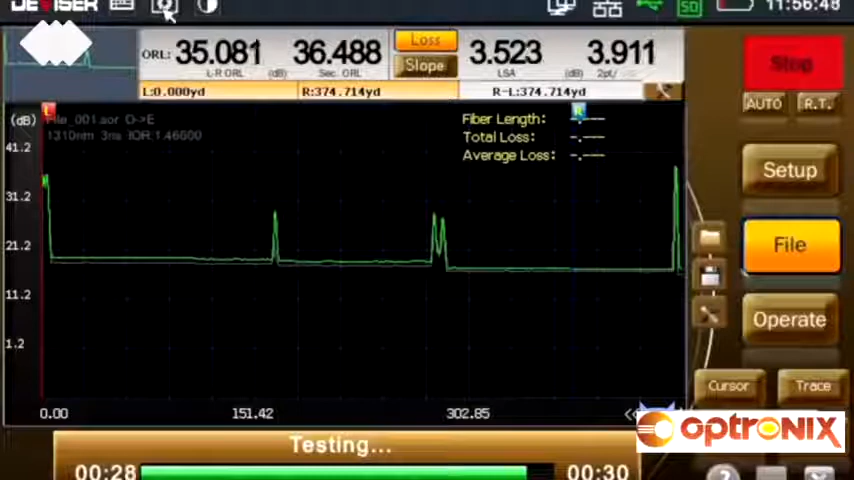 DEVISER
SD
11:56:48
ORL: 35.081 36.488 Loss 3.523 3.911 Stop
L-R ORL (dB) Sec. ORL Slope LSA (dB) 2pt/
L:0.000yd R:374.714yd R-L:374.714yd
AUTO R.T.
L R
(dB) File_001.sor O->E Fiber Length: -.---
1310nm 3ns IOR:1.46600 Total Loss: -.---
41.2 Average Loss: -.---
Setup
31.2
21.2 File
11.2
Operate
1.2
Cursor Trace
0.00 151.42 302.85
optronix
Testing...
00:28 00:30